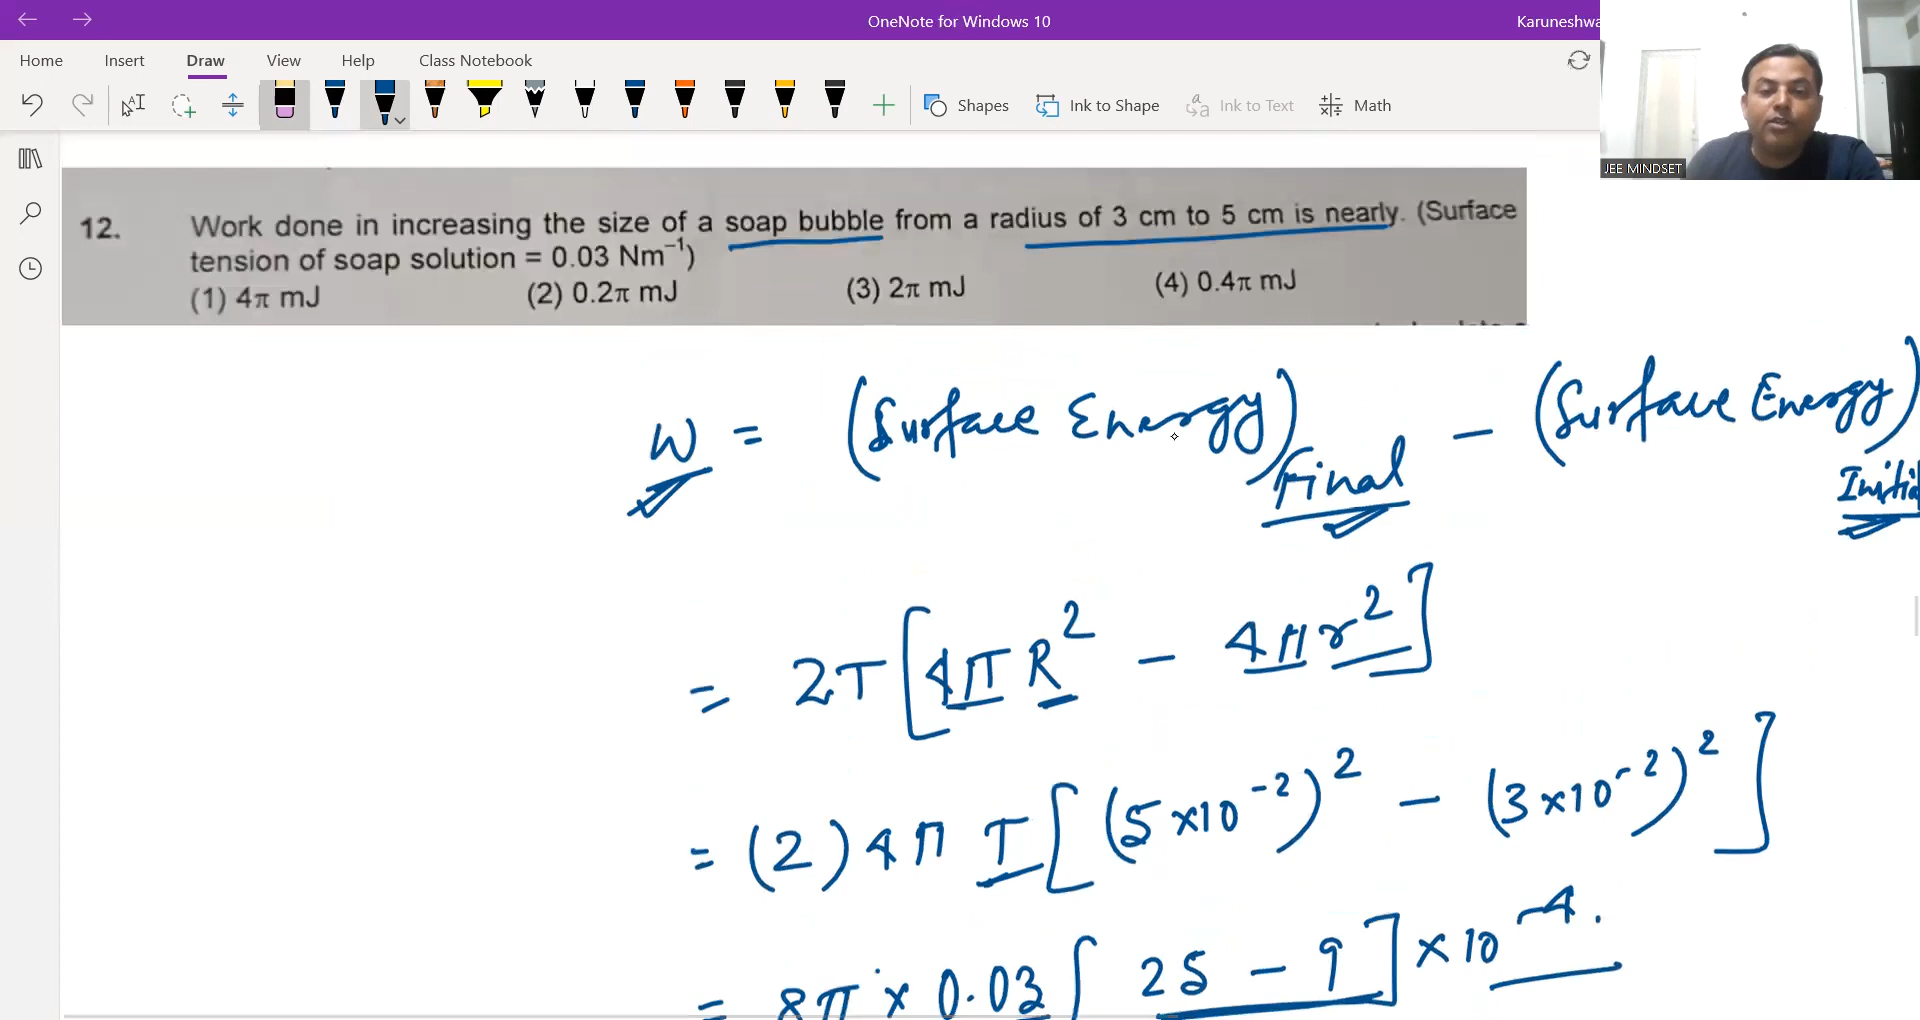 OneNote for Windows 10
Karuneshwa
Home Insert Draw View Help Class Notebook
Shapes Ink to Shape Ink to Text Math
JEE MINDSET
12. Work done in increasing the size of a soap bubble from a radius of 3 cm to 5 cm is nearly. (Surface
tension of soap solution = 0.03 Nm⁻¹)
(1) 4π mJ (2) 0.2π mJ (3) 2π mJ (4) 0.4π mJ
W = (Surface Energy)Final - (Surface Energy)Initia
= 2T[4πR² - 4πr²]
= (2)4π T[(5×10⁻²)² - (3×10⁻²)²]
= 8π × 0.03[25 - 9]×10⁻⁴.